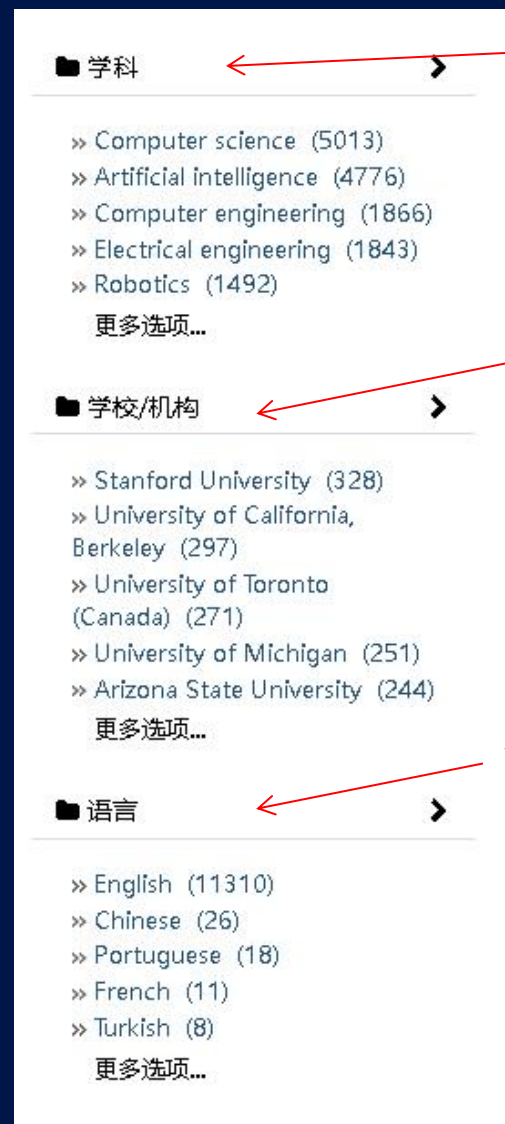 学科
» Computer science (5013)
» Artificial intelligence (4776)
» Computer engineering (1866)
» Electrical engineering (1843)
» Robotics (1492)
更多选项...
学校/机构
» Stanford University (328)
» University of California,
Berkeley (297)
» University of Toronto
(Canada) (271)
» University of Michigan (251)
» Arizona State University (244)
更多选项...
语言
» English (11310)
» Chinese (26)
» Portuguese (18)
» French (11)
» Turkish (8)
更多选项...